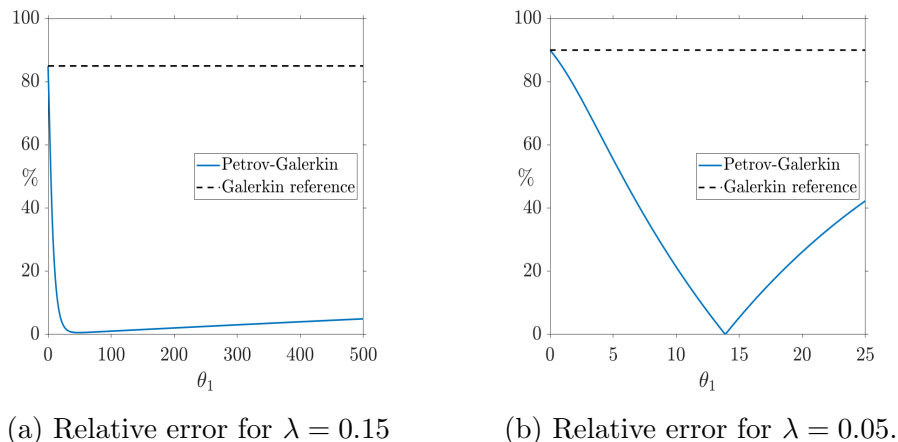 100
80
60
%
40
20
0
0 100 200 300 400 500
θ₁
Petrov-Galerkin
Galerkin reference
(a) Relative error for λ = 0.15
100
80
60
%
40
20
0
0 5 10 15 20 25
θ₁
Petrov-Galerkin
Galerkin reference
(b) Relative error for λ = 0.05.